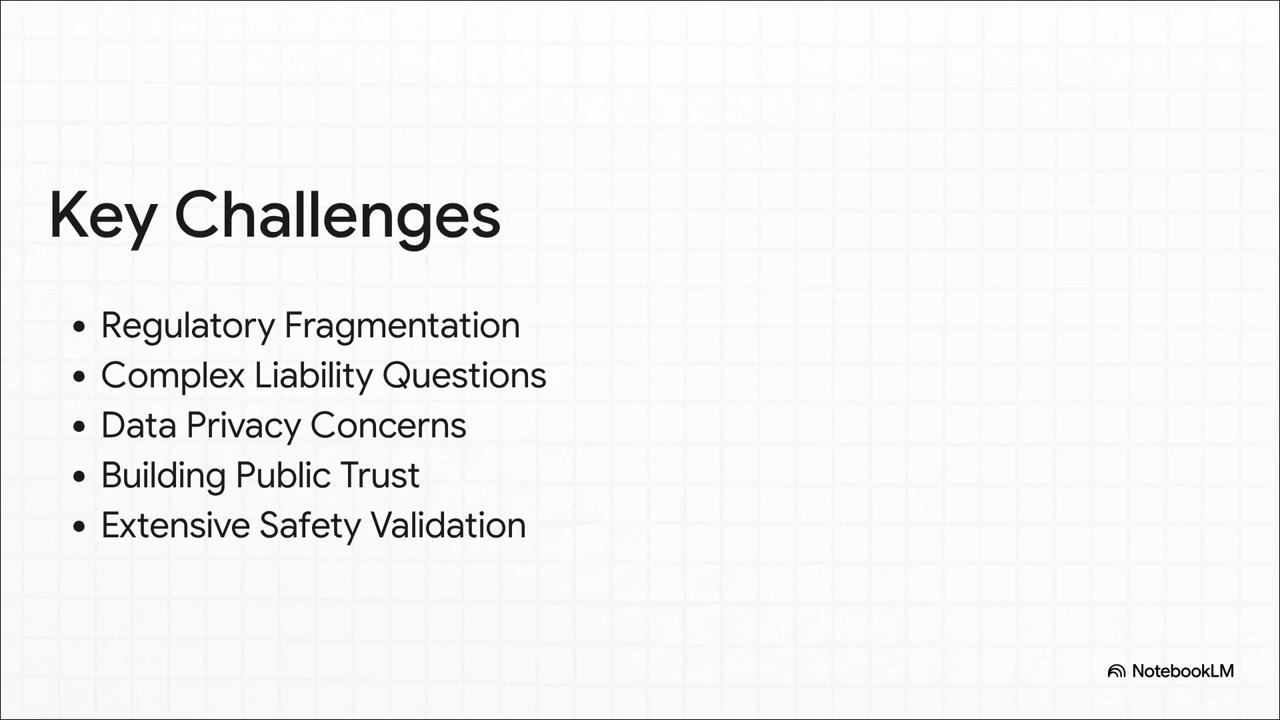 Key Challenges
• Regulatory Fragmentation
• Complex Liability Questions
• Data Privacy Concerns
• Building Public Trust
• Extensive Safety Validation
NotebookLM